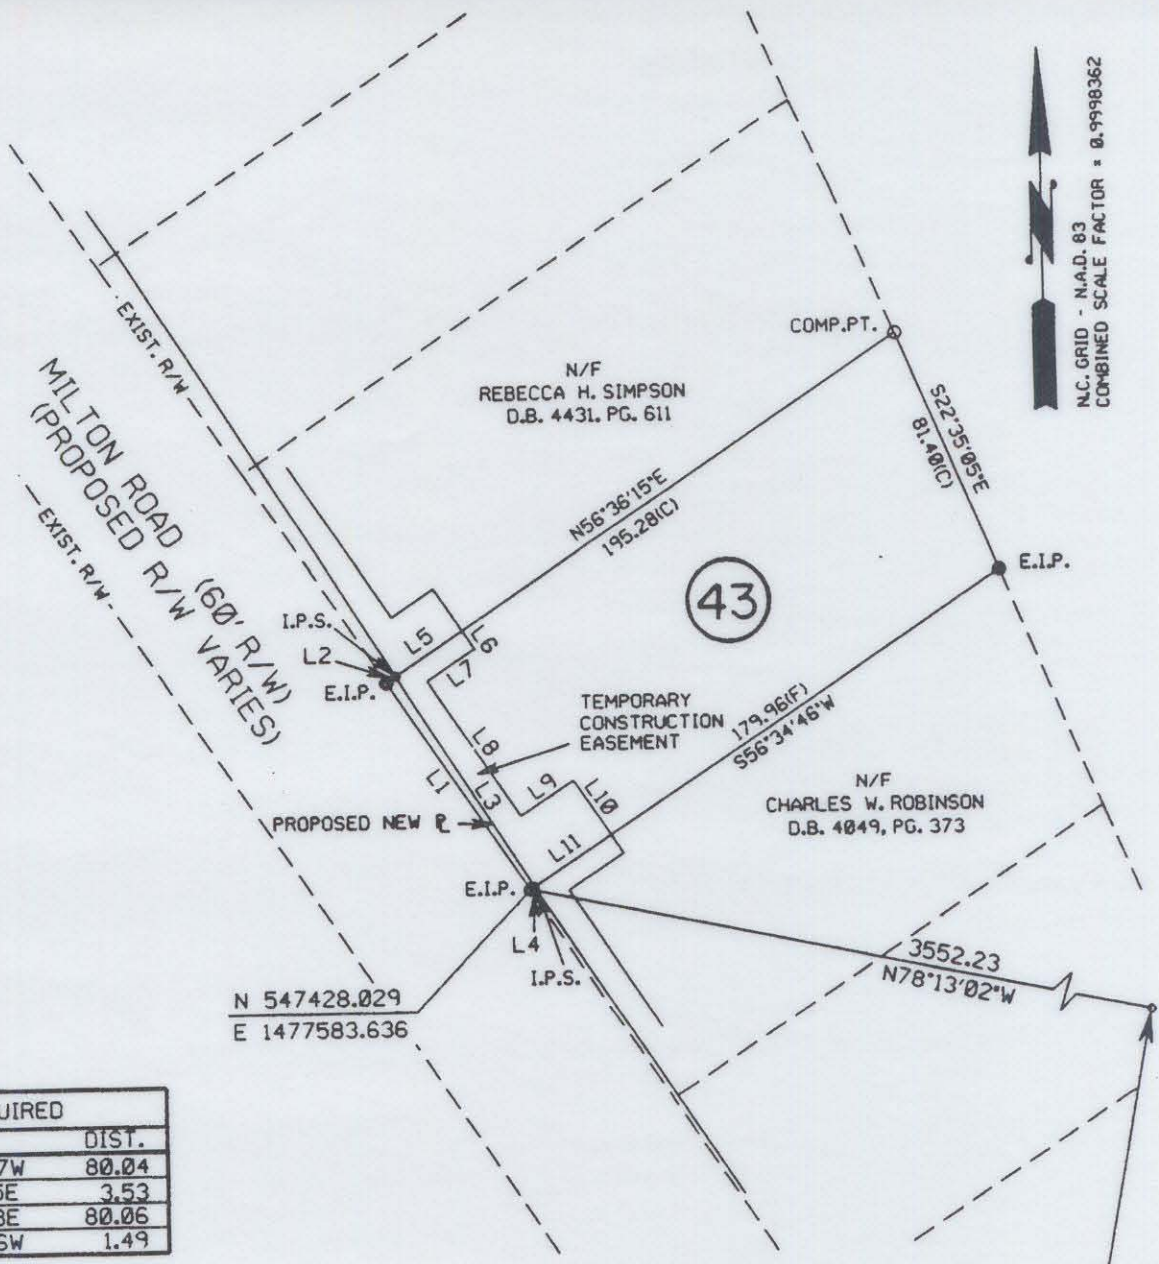 N.C. GRID - N.A.D. 83
COMBINED SCALE FACTOR = 0.9998362
EXIST. R/W
MILTON ROAD (60' R/W)
(PROPOSED R/W VARIES)
EXIST. R/W
COMP.PT.
N/F
REBECCA H. SIMPSON
D.B. 4431, PG. 611
S22°35'05"E
81.40(C)
N56°36'15"E
195.28(C)
E.I.P.
43
I.P.S.
L2
E.I.P.
L5
L6
L7
L8
TEMPORARY
CONSTRUCTION
EASEMENT
179.96(F)
S56°34'46"W
L1
L3
L9
L10
N/F
CHARLES W. ROBINSON
D.B. 4049, PG. 373
PROPOSED NEW PL
L11
E.I.P.
L4
I.P.S.
3552.23
N78°13'02"W
N 547428.029
E 1477583.636
UIRED
DIST.
7W 80.04
3.53
80.06
1.49